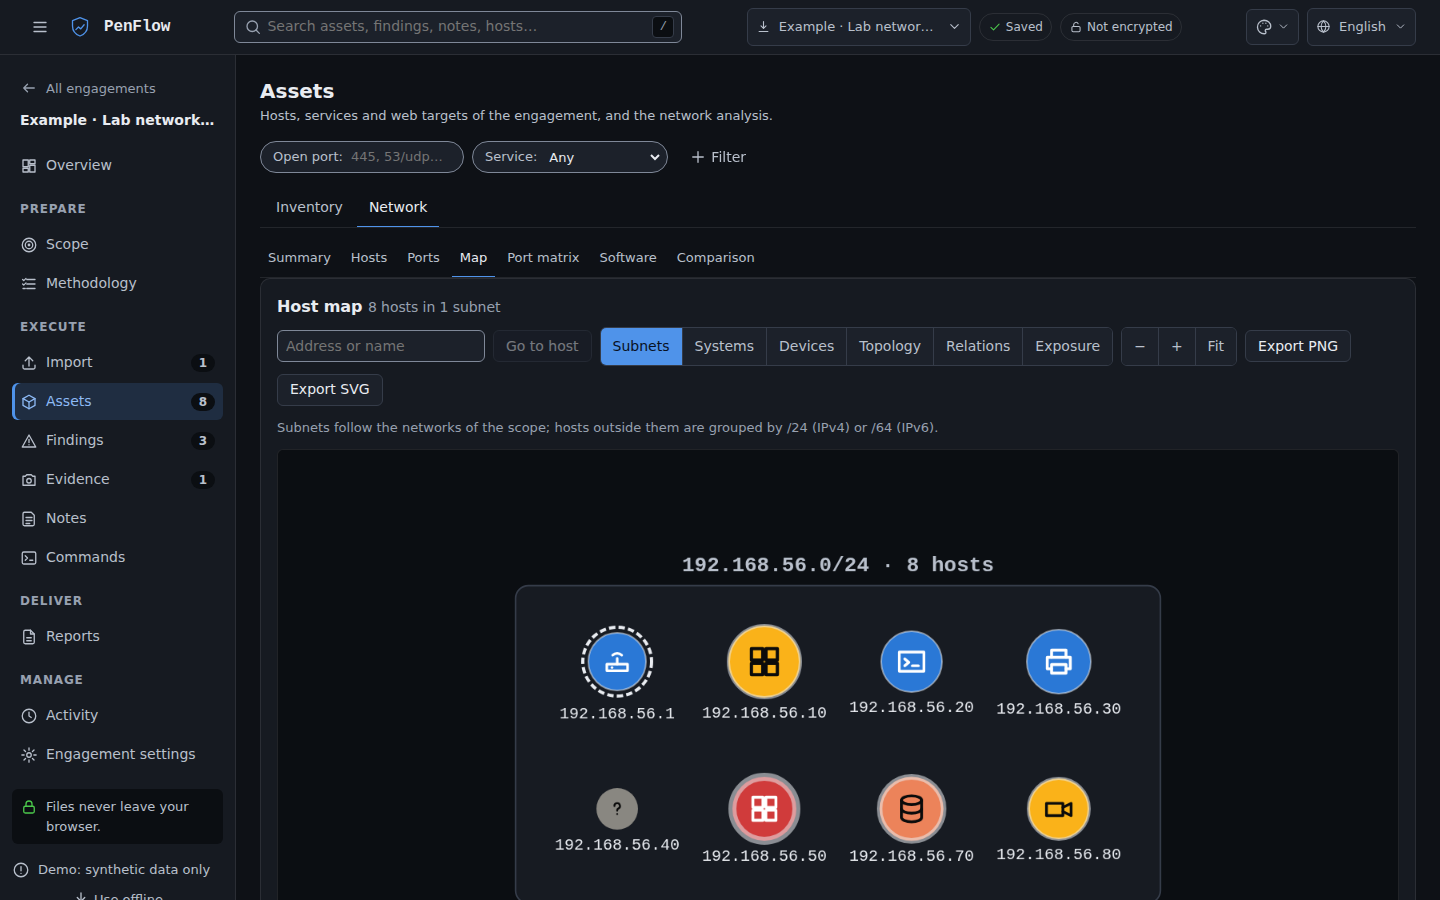 PenFlow
Search assets, findings, notes, hosts…
/
Example · Lab networ…
Saved
Not encrypted
English
All engagements
Example · Lab network…
Overview
PREPARE
Scope
Methodology
EXECUTE
Import
1
Assets
8
Findings
3
Evidence
1
Notes
Commands
DELIVER
Reports
MANAGE
Activity
Engagement settings
Files never leave your
browser.
Demo: synthetic data only
Use offline
Assets
Hosts, services and web targets of the engagement, and the network analysis.
Open port: 445, 53/udp…
Service: Any
Filter
Inventory
Network
Summary
Hosts
Ports
Map
Port matrix
Software
Comparison
Host map 8 hosts in 1 subnet
Address or name
Go to host
Subnets
Systems
Devices
Topology
Relations
Exposure
−
+
Fit
Export PNG
Export SVG
Subnets follow the networks of the scope; hosts outside them are grouped by /24 (IPv4) or /64 (IPv6).
192.168.56.0/24 · 8 hosts
192.168.56.1
192.168.56.10
192.168.56.20
192.168.56.30
?
192.168.56.40
192.168.56.50
192.168.56.70
192.168.56.80